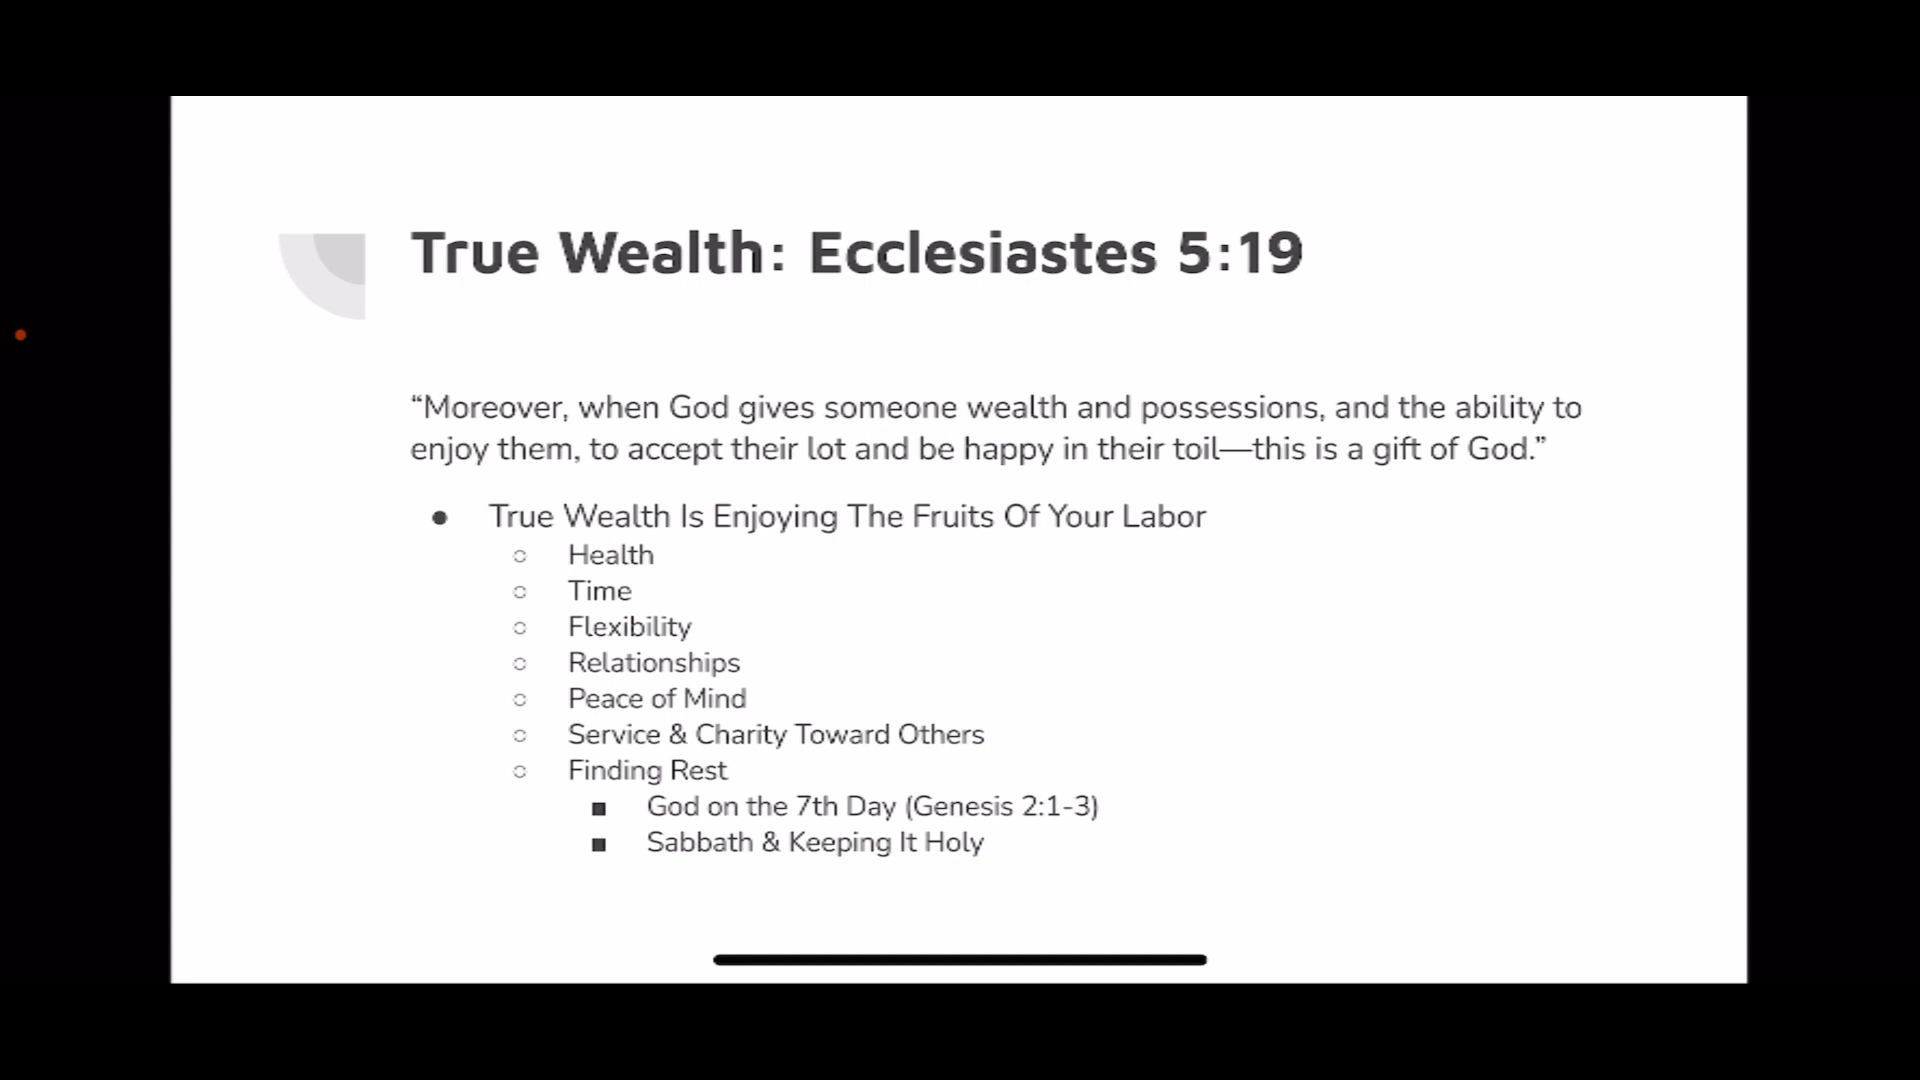 True Wealth: Ecclesiastes 5:19
“Moreover, when God gives someone wealth and possessions, and the ability to
enjoy them, to accept their lot and be happy in their toil—this is a gift of God.”
● True Wealth Is Enjoying The Fruits Of Your Labor
○ Health
○ Time
○ Flexibility
○ Relationships
○ Peace of Mind
○ Service & Charity Toward Others
○ Finding Rest
■ God on the 7th Day (Genesis 2:1-3)
■ Sabbath & Keeping It Holy